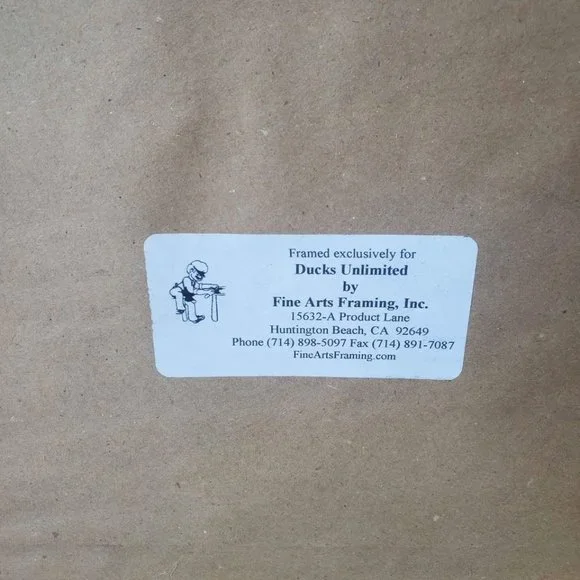 Framed exclusively for
Ducks Unlimited
by
Fine Arts Framing, Inc.
15632-A Product Lane
Huntington Beach, CA 92649
Phone (714) 898-5097 Fax (714) 891-7087
FineArtsFraming.com